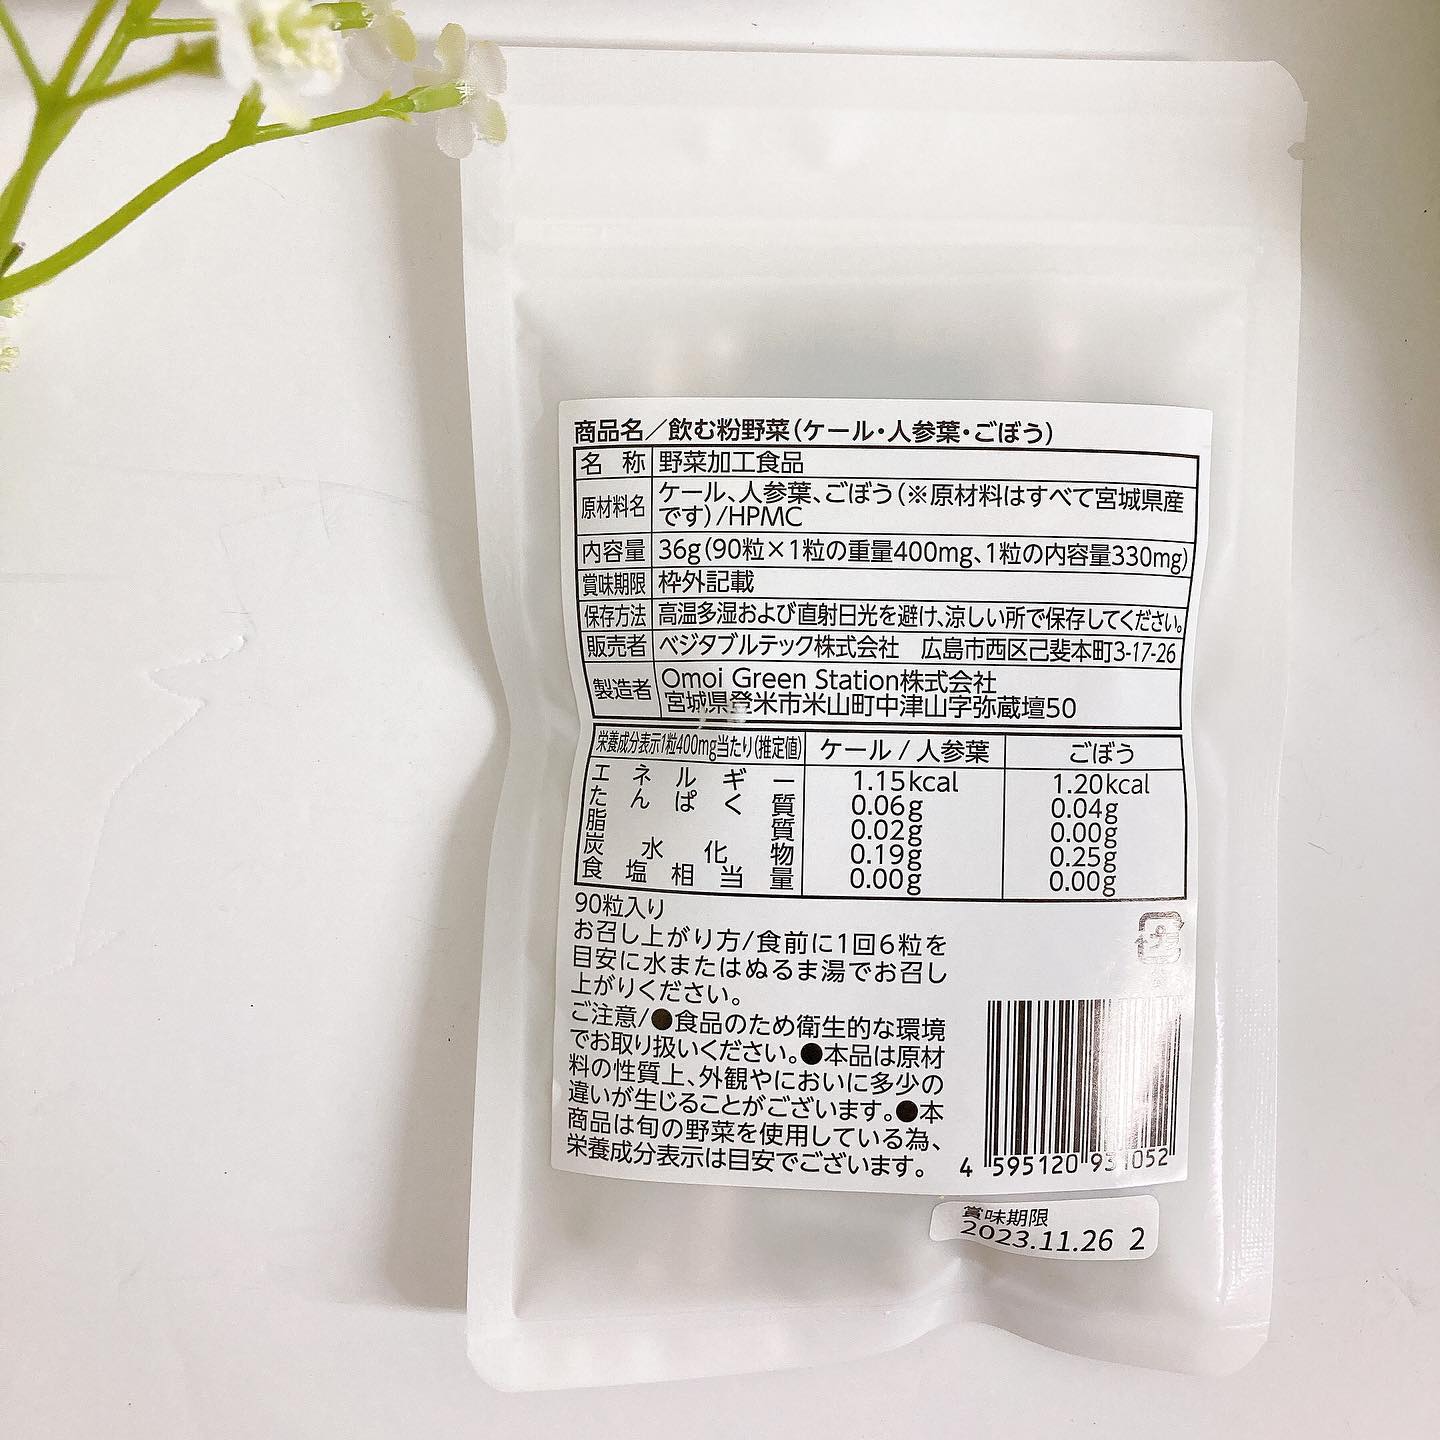 商品名／飲む粉野菜(ケール・人参葉・ごぼう)
名 称 野菜加工食品
原材料名 ケール、人参葉、ごぼう(※原材料はすべて宮城県産
です)/HPMC
内容量 36g(90粒×1粒の重量400mg、1粒の内容量330mg)
賞味期限 枠外記載
保存方法 高温多湿および直射日光を避け、涼しい所で保存してください。
販売者 ベジタブルテック株式会社 広島市西区己斐本町3-17-26
製造者 Omoi Green Station株式会社
宮城県登米市米山町中津山字弥蔵壇50
栄養成分表示1粒400mg当たり(推定値) ケール / 人参葉 ごぼう
エネルギー 1.15kcal 1.20kcal
たんぱく質 0.06g 0.04g
脂質 0.02g 0.00g
炭水化物 0.19g 0.25g
食塩相当量 0.00g 0.00g
90粒入り
お召し上がり方/食前に1回6粒を
目安に水またはぬるま湯でお召し
上がりください。
ご注意/●食品のため衛生的な環境
でお取り扱いください。●本品は原材
料の性質上、外観やにおいに多少の
違いが生じることがございます。●本
商品は旬の野菜を使用している為、
栄養成分表示は目安でございます。
プラ
4 595120 931052
賞味期限
2023.11.26 2